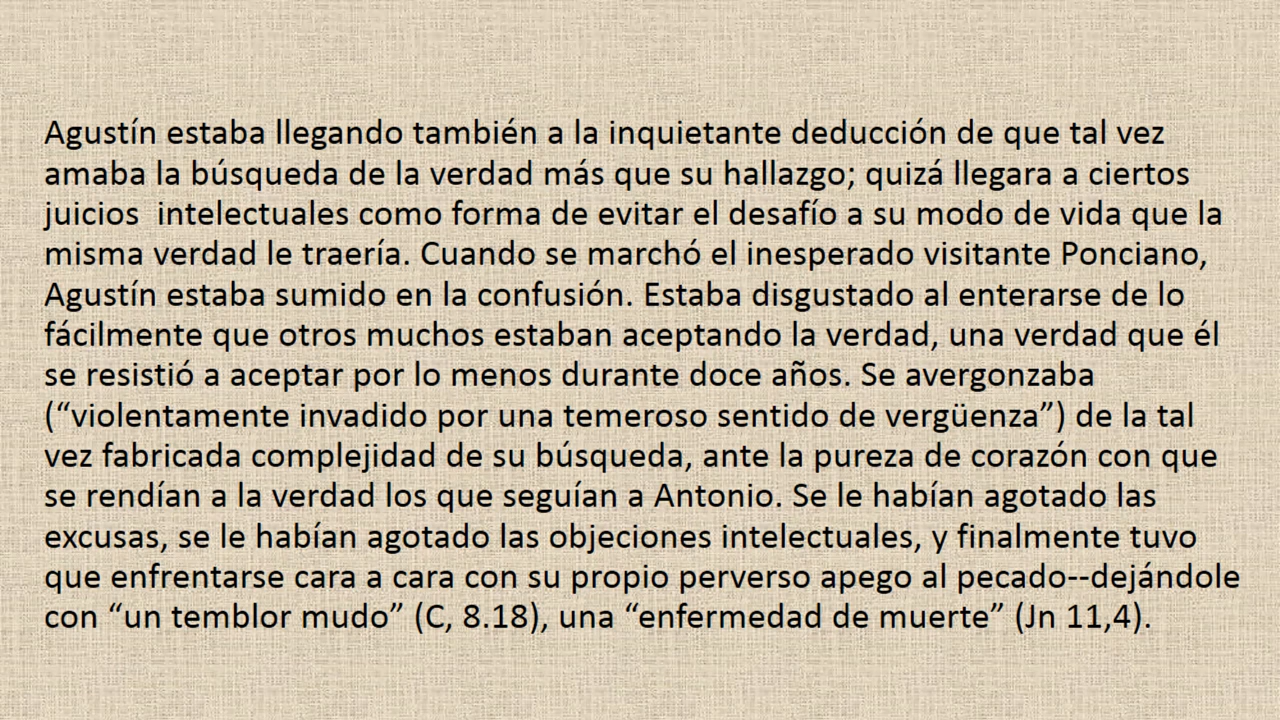 Agustín estaba llegando también a la inquietante deducción de que tal vez
amaba la búsqueda de la verdad más que su hallazgo; quizá llegara a ciertos
juicios  intelectuales como forma de evitar el desafío a su modo de vida que la
misma verdad le traería. Cuando se marchó el inesperado visitante Ponciano,
Agustín estaba sumido en la confusión. Estaba disgustado al enterarse de lo
fácilmente que otros muchos estaban aceptando la verdad, una verdad que él
se resistió a aceptar por lo menos durante doce años. Se avergonzaba
(“violentamente invadido por una temeroso sentido de vergüenza”) de la tal
vez fabricada complejidad de su búsqueda, ante la pureza de corazón con que
se rendían a la verdad los que seguían a Antonio. Se le habían agotado las
excusas, se le habían agotado las objeciones intelectuales, y finalmente tuvo
que enfrentarse cara a cara con su propio perverso apego al pecado--dejándole
con “un temblor mudo” (C, 8.18), una “enfermedad de muerte” (Jn 11,4).